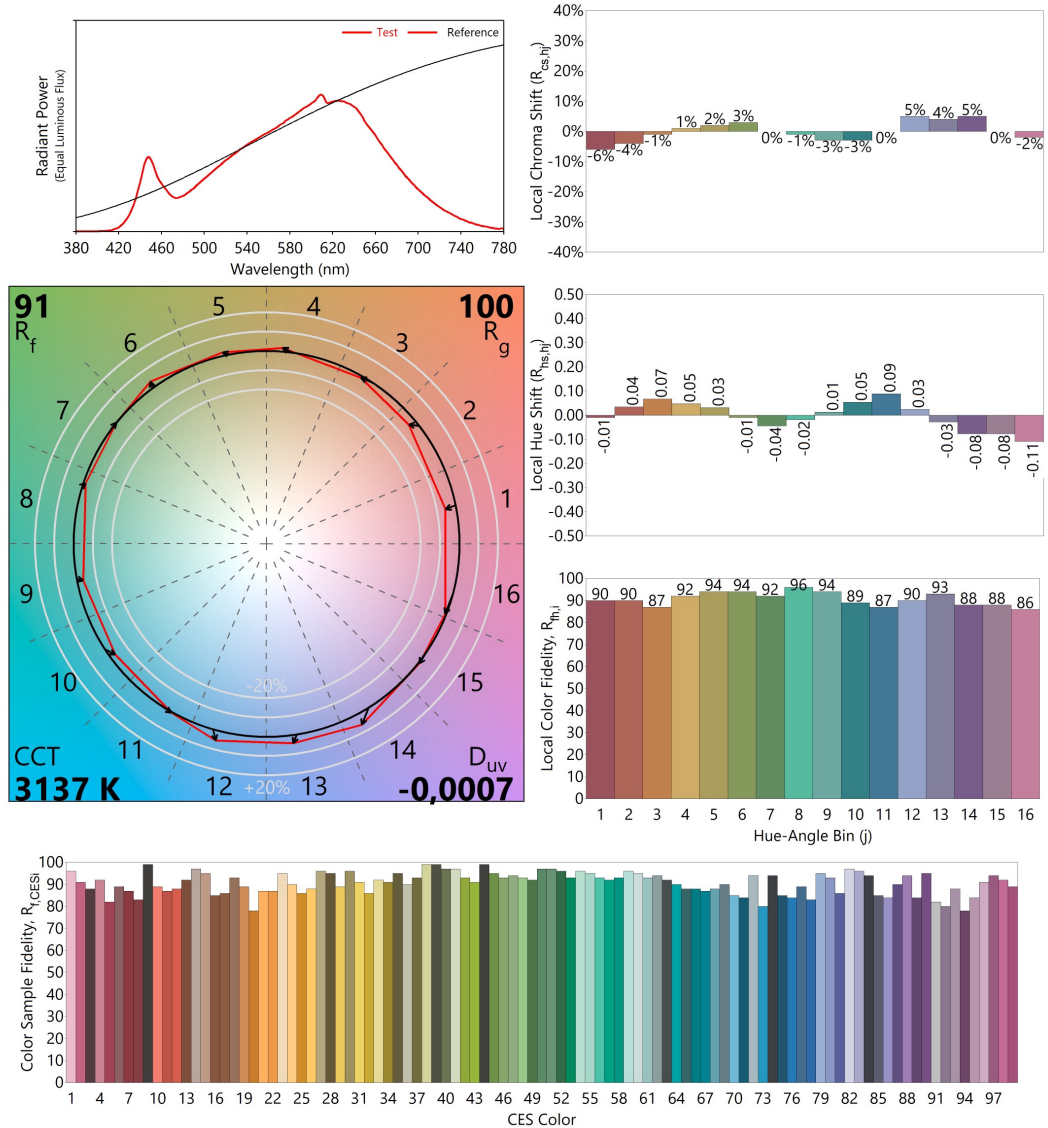 Test Reference
Radiant Power
(Equal Luminous Flux)
380 420 460 500 540 580 620 660 700 740 780
Wavelength (nm)
Local Chroma Shift (Rcs,hj)
40%
30%
20%
10%
0%
-10%
-20%
-30%
-40%
-6% -4% -1% 1% 2% 3% 0% -1% -3% -3% 0% 5% 4% 5% 0% -2%
91
Rf
100
Rg
5 4
6 3
7 2
8 1
9 16
10 15
11 14
12 13
-20%
+20%
CCT
3137 K
Duv
-0,0007
Local Hue Shift (Rhs,hj)
0.50
0.40
0.30
0.20
0.10
0.00
-0.10
-0.20
-0.30
-0.40
-0.50
-0.01 0.04 0.07 0.05 0.03 -0.01 -0.04 -0.02 0.01 0.05 0.09 0.03 -0.03 -0.08 -0.08 -0.11
Local Color Fidelity, Rfh,i
100
90
80
70
60
50
40
30
20
10
0
90 90 87 92 94 94 92 96 94 89 87 90 93 88 88 86
1 2 3 4 5 6 7 8 9 10 11 12 13 14 15 16
Hue-Angle Bin (j)
Color Sample Fidelity, Rf,CESi
100
90
80
70
60
50
40
30
20
10
0
1 4 7 10 13 16 19 22 25 28 31 34 37 40 43 46 49 52 55 58 61 64 67 70 73 76 79 82 85 88 91 94 97
CES Color